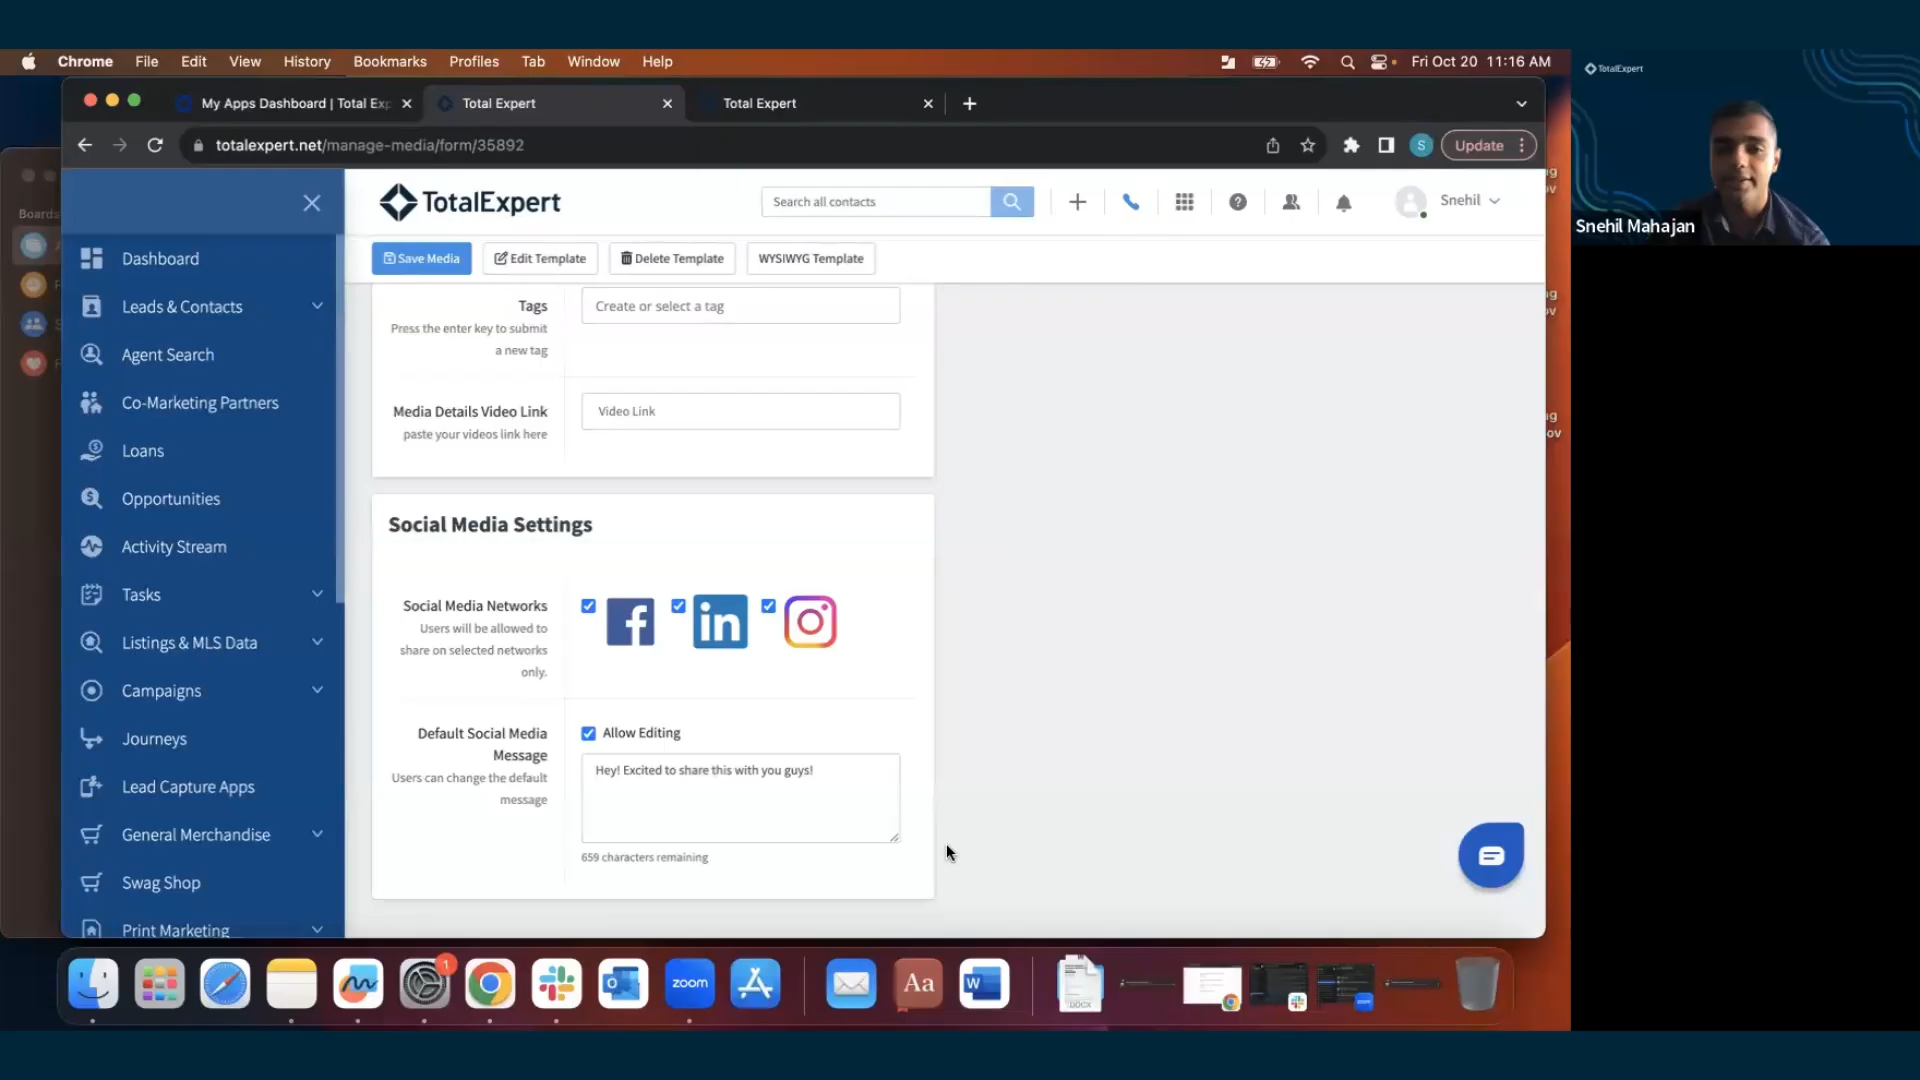 Chrome File Edit View History Bookmarks Profiles Tab Window Help
Fri Oct 20 11:16 AM
My Apps Dashboard | Total Exp
Total Expert
Total Expert
totalexpert.net/manage-media/form/35892
S
Update
TotalExpert
Search all contacts
Snehil
Save Media
Edit Template
Delete Template
WYSIWYG Template
Dashboard
Leads & Contacts
Agent Search
Co-Marketing Partners
Loans
Opportunities
Activity Stream
Tasks
Listings & MLS Data
Campaigns
Journeys
Lead Capture Apps
General Merchandise
Swag Shop
Print Marketing
Tags
Press the enter key to submit
a new tag
Create or select a tag
Media Details Video Link
paste your videos link here
Video Link
Social Media Settings
Social Media Networks
Users will be allowed to
share on selected networks
only.
Default Social Media
Message
Users can change the default
message
Allow Editing
Hey! Excited to share this with you guys!
659 characters remaining
TotalExpert
Snehil Mahajan
Boards
1
zoom
Aa
W
DOCX